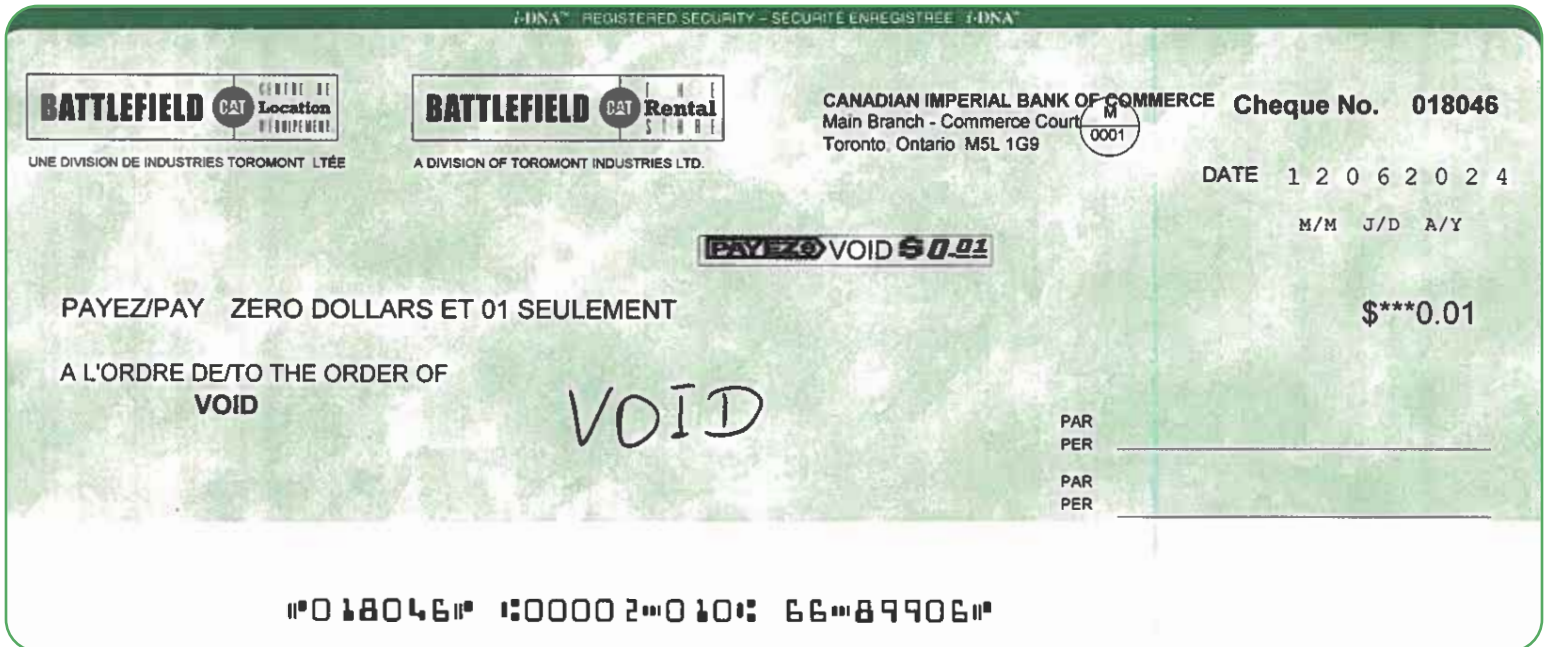 i-DNA™ REGISTERED SECURITY – SÉCURITÉ ENREGISTRÉE i-DNA™
BATTLEFIELD CAT CENTRE DE Location D'ÉQUIPEMENT
UNE DIVISION DE INDUSTRIES TOROMONT LTÉE
BATTLEFIELD CAT THE Rental STORE
A DIVISION OF TOROMONT INDUSTRIES LTD.
CANADIAN IMPERIAL BANK OF COMMERCE
Main Branch - Commerce Court
Toronto, Ontario M5L 1G9
M
0001
Cheque No. 018046
DATE 1 2 0 6 2 0 2 4
M/M J/D A/Y
PAYEZ VOID $ 0.01
PAYEZ/PAY ZERO DOLLARS ET 01 SEULEMENT
$***0.01
A L'ORDRE DE/TO THE ORDER OF
VOID
VOID
PAR
PER
PAR
PER
⑈018046⑈ ⑆00002⑉010⑆ 66⑉89906⑈